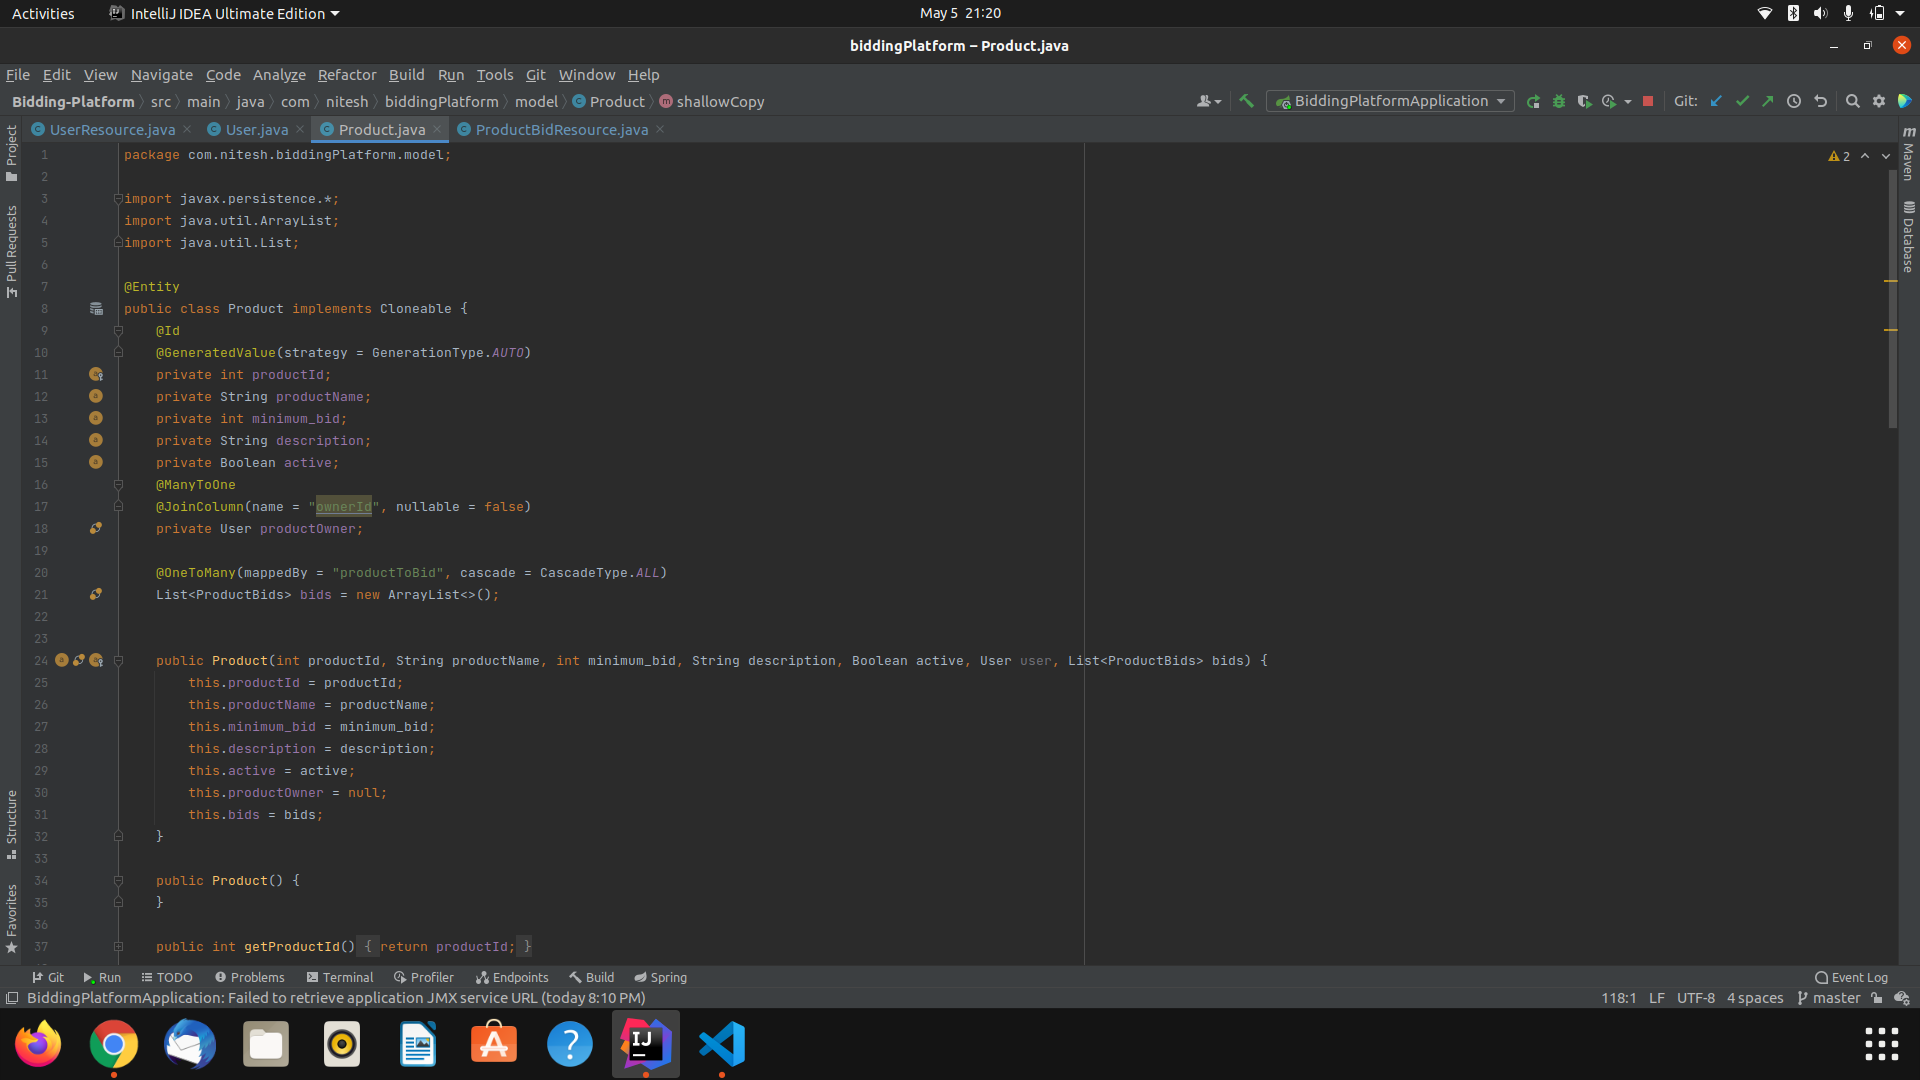 Activities IntelliJ IDEA Ultimate Edition May 5 21:20
biddingPlatform – Product.java
File Edit View Navigate Code Analyze Refactor Build Run Tools Git Window Help
Bidding-Platform src main java com nitesh biddingPlatform model Product shallowCopy BiddingPlatformApplication Git:
UserResource.java User.java Product.java ProductBidResource.java
Project
Pull Requests
Structure
Favorites
Maven
Database
2
1 package com.nitesh.biddingPlatform.model;
2
3 import javax.persistence.*;
4 import java.util.ArrayList;
5 import java.util.List;
6
7 @Entity
8 public class Product implements Cloneable {
9     @Id
10     @GeneratedValue(strategy = GenerationType.AUTO)
11     private int productId;
12     private String productName;
13     private int minimum_bid;
14     private String description;
15     private Boolean active;
16     @ManyToOne
17     @JoinColumn(name = "ownerId", nullable = false)
18     private User productOwner;
19
20     @OneToMany(mappedBy = "productToBid", cascade = CascadeType.ALL)
21     List<ProductBids> bids = new ArrayList<>();
22
23
24     public Product(int productId, String productName, int minimum_bid, String description, Boolean active, User user, List<ProductBids> bids) {
25         this.productId = productId;
26         this.productName = productName;
27         this.minimum_bid = minimum_bid;
28         this.description = description;
29         this.active = active;
30         this.productOwner = null;
31         this.bids = bids;
32     }
33
34     public Product() {
35     }
36
37     public int getProductId() { return productId; }
Git Run TODO Problems Terminal Profiler Endpoints Build Spring Event Log
BiddingPlatformApplication: Failed to retrieve application JMX service URL (today 8:10 PM) 118:1 LF UTF-8 4 spaces master